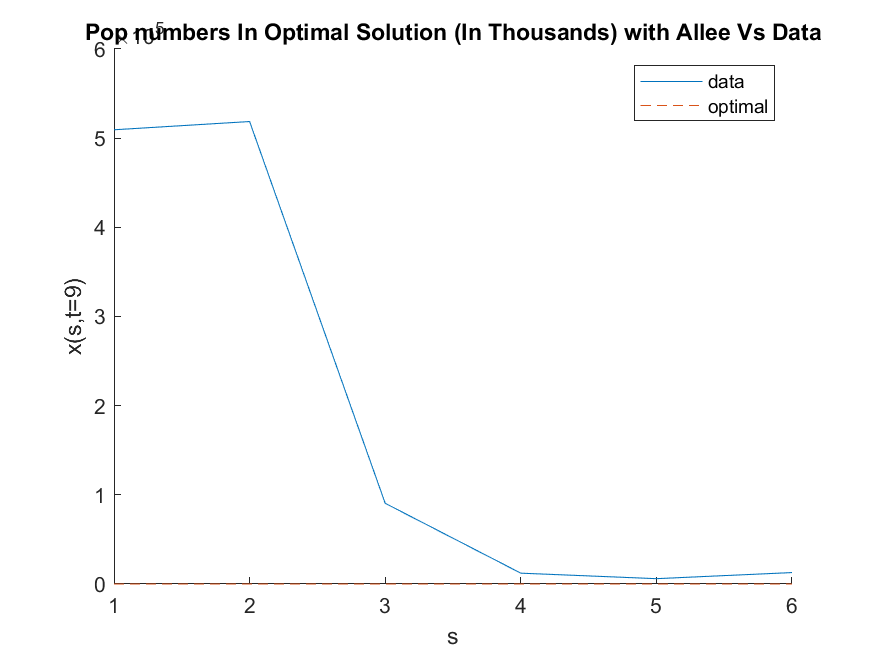 Pop numbers In Optimal Solution (In Thousands) with Allee Vs Data
× 10^5
6
5
4
3
2
1
0
x(s,t=9)
data
optimal
1 2 3 4 5 6
s